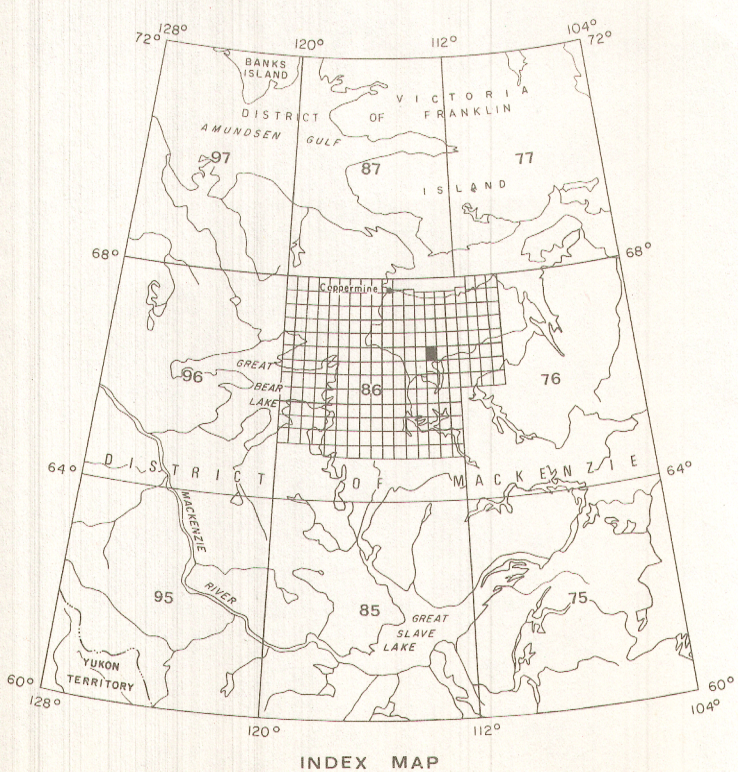 128° 120° 112° 104°
72° 72°
BANKS
ISLAND
VICTORIA
DISTRICT OF FRANKLIN
AMUNDSEN GULF
97 87 77
ISLAND
68° 68°
Coppermine
GREAT
96 86 76
BEAR
LAKE
DISTRICT OF MACKENZIE
64° 64°
MACKENZIE
RIVER
95 85 75
GREAT
SLAVE
LAKE
YUKON
TERRITORY
60° 60°
128° 120° 112° 104°
INDEX MAP